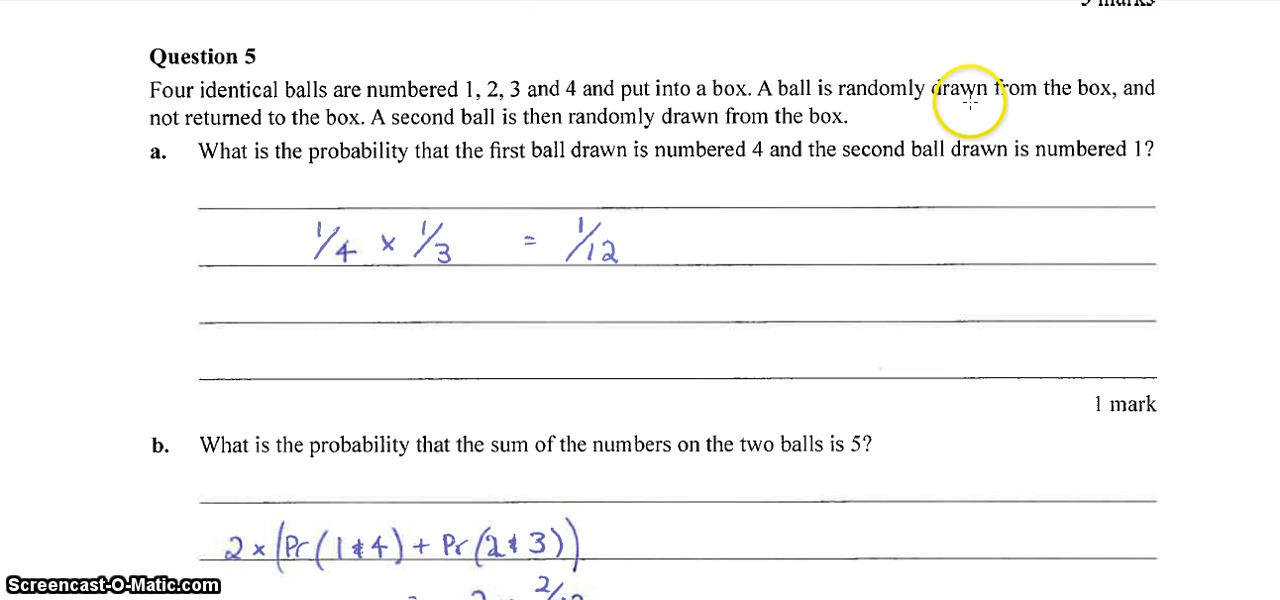 Question 5
Four identical balls are numbered 1, 2, 3 and 4 and put into a box. A ball is randomly drawn from the box, and
not returned to the box. A second ball is then randomly drawn from the box.
a. What is the probability that the first ball drawn is numbered 4 and the second ball drawn is numbered 1?
1/4 × 1/3 = 1/12
1 mark
b. What is the probability that the sum of the numbers on the two balls is 5?
2 × (Pr(1 & 4) + Pr(2 & 3))
Screencast-O-Matic.com